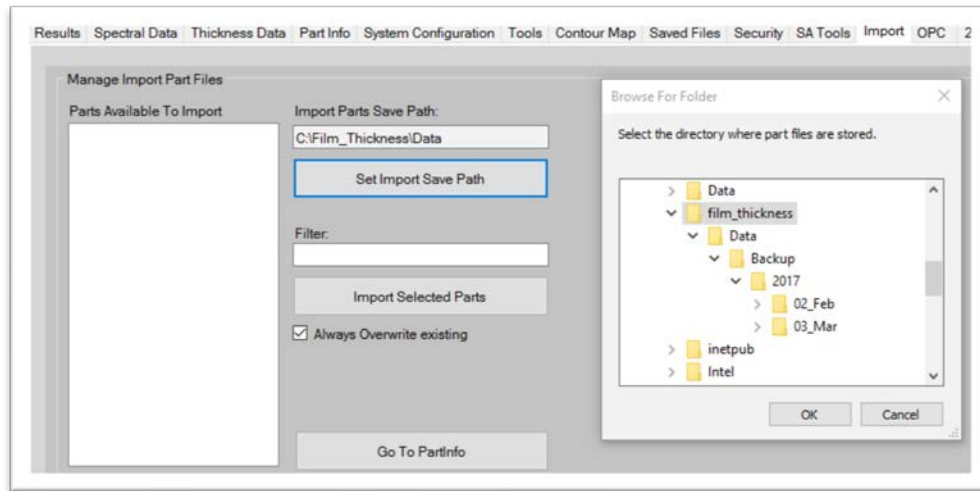 Results Spectral Data Thickness Data Part Info System Configuration Tools Contour Map Saved Files Security SA Tools Import OPC 2
Manage Import Part Files
Parts Available To Import
Import Parts Save Path:
C:\Film_Thickness\Data
Set Import Save Path
Filter:
Import Selected Parts
Always Overwrite existing
Go To PartInfo
Browse For Folder
Select the directory where part files are stored.
Data
film_thickness
Data
Backup
2017
02_Feb
03_Mar
inetpub
Intel
OK Cancel